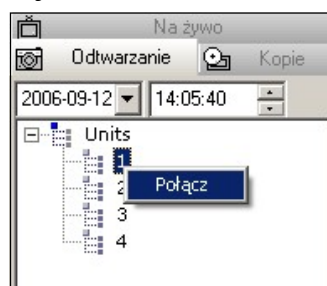 Na żywo
Odtwarzanie Kopie
2006-09-12 14:05:40
Units
1
Połącz
2
3
4